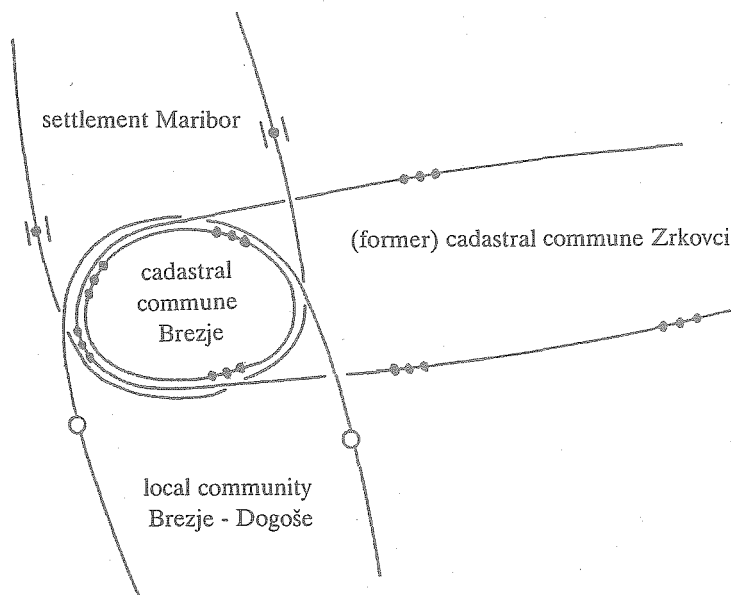 settlement Maribor
(former) cadastral commune Zrkovci
cadastral
commune
Brezje
local community
Brezje - Dogoše